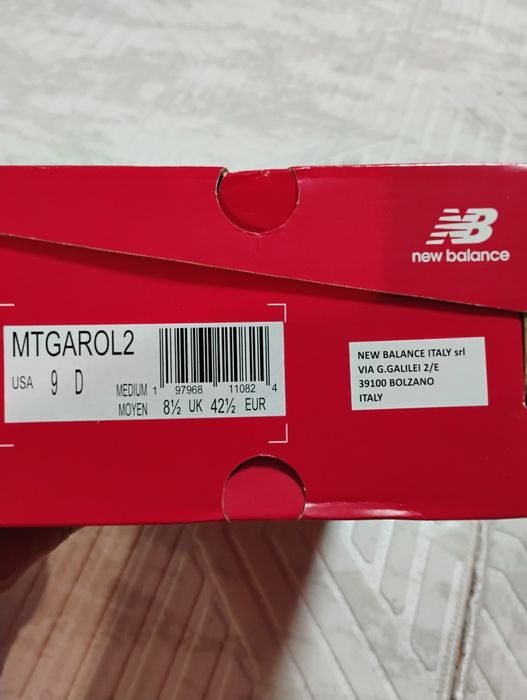 NB
new balance
MTGAROL2
USA 9 D
MEDIUM 1 97968 11082 4
MOYEN 8½ UK 42½ EUR
NEW BALANCE ITALY srl
VIA G.GALILEI 2/E
39100 BOLZANO
ITALY